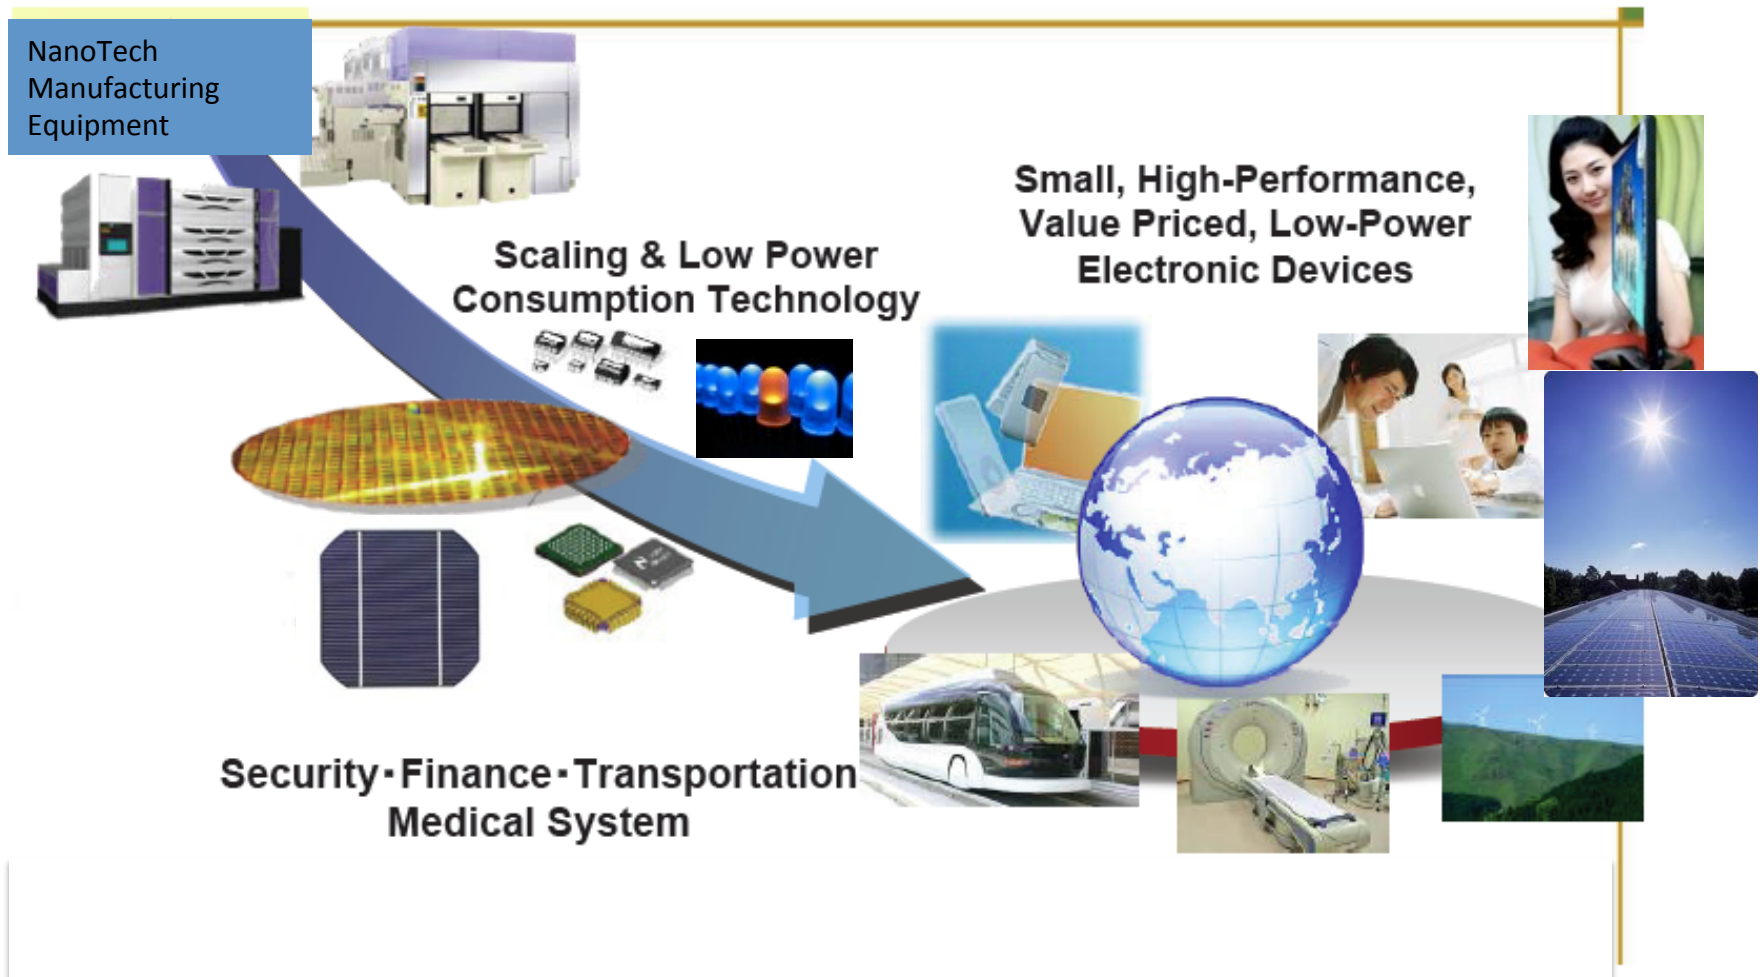 NanoTech
Manufacturing
Equipment
Scaling & Low Power
Consumption Technology
Small, High-Performance,
Value Priced, Low-Power
Electronic Devices
Security・Finance・Transportation
Medical System